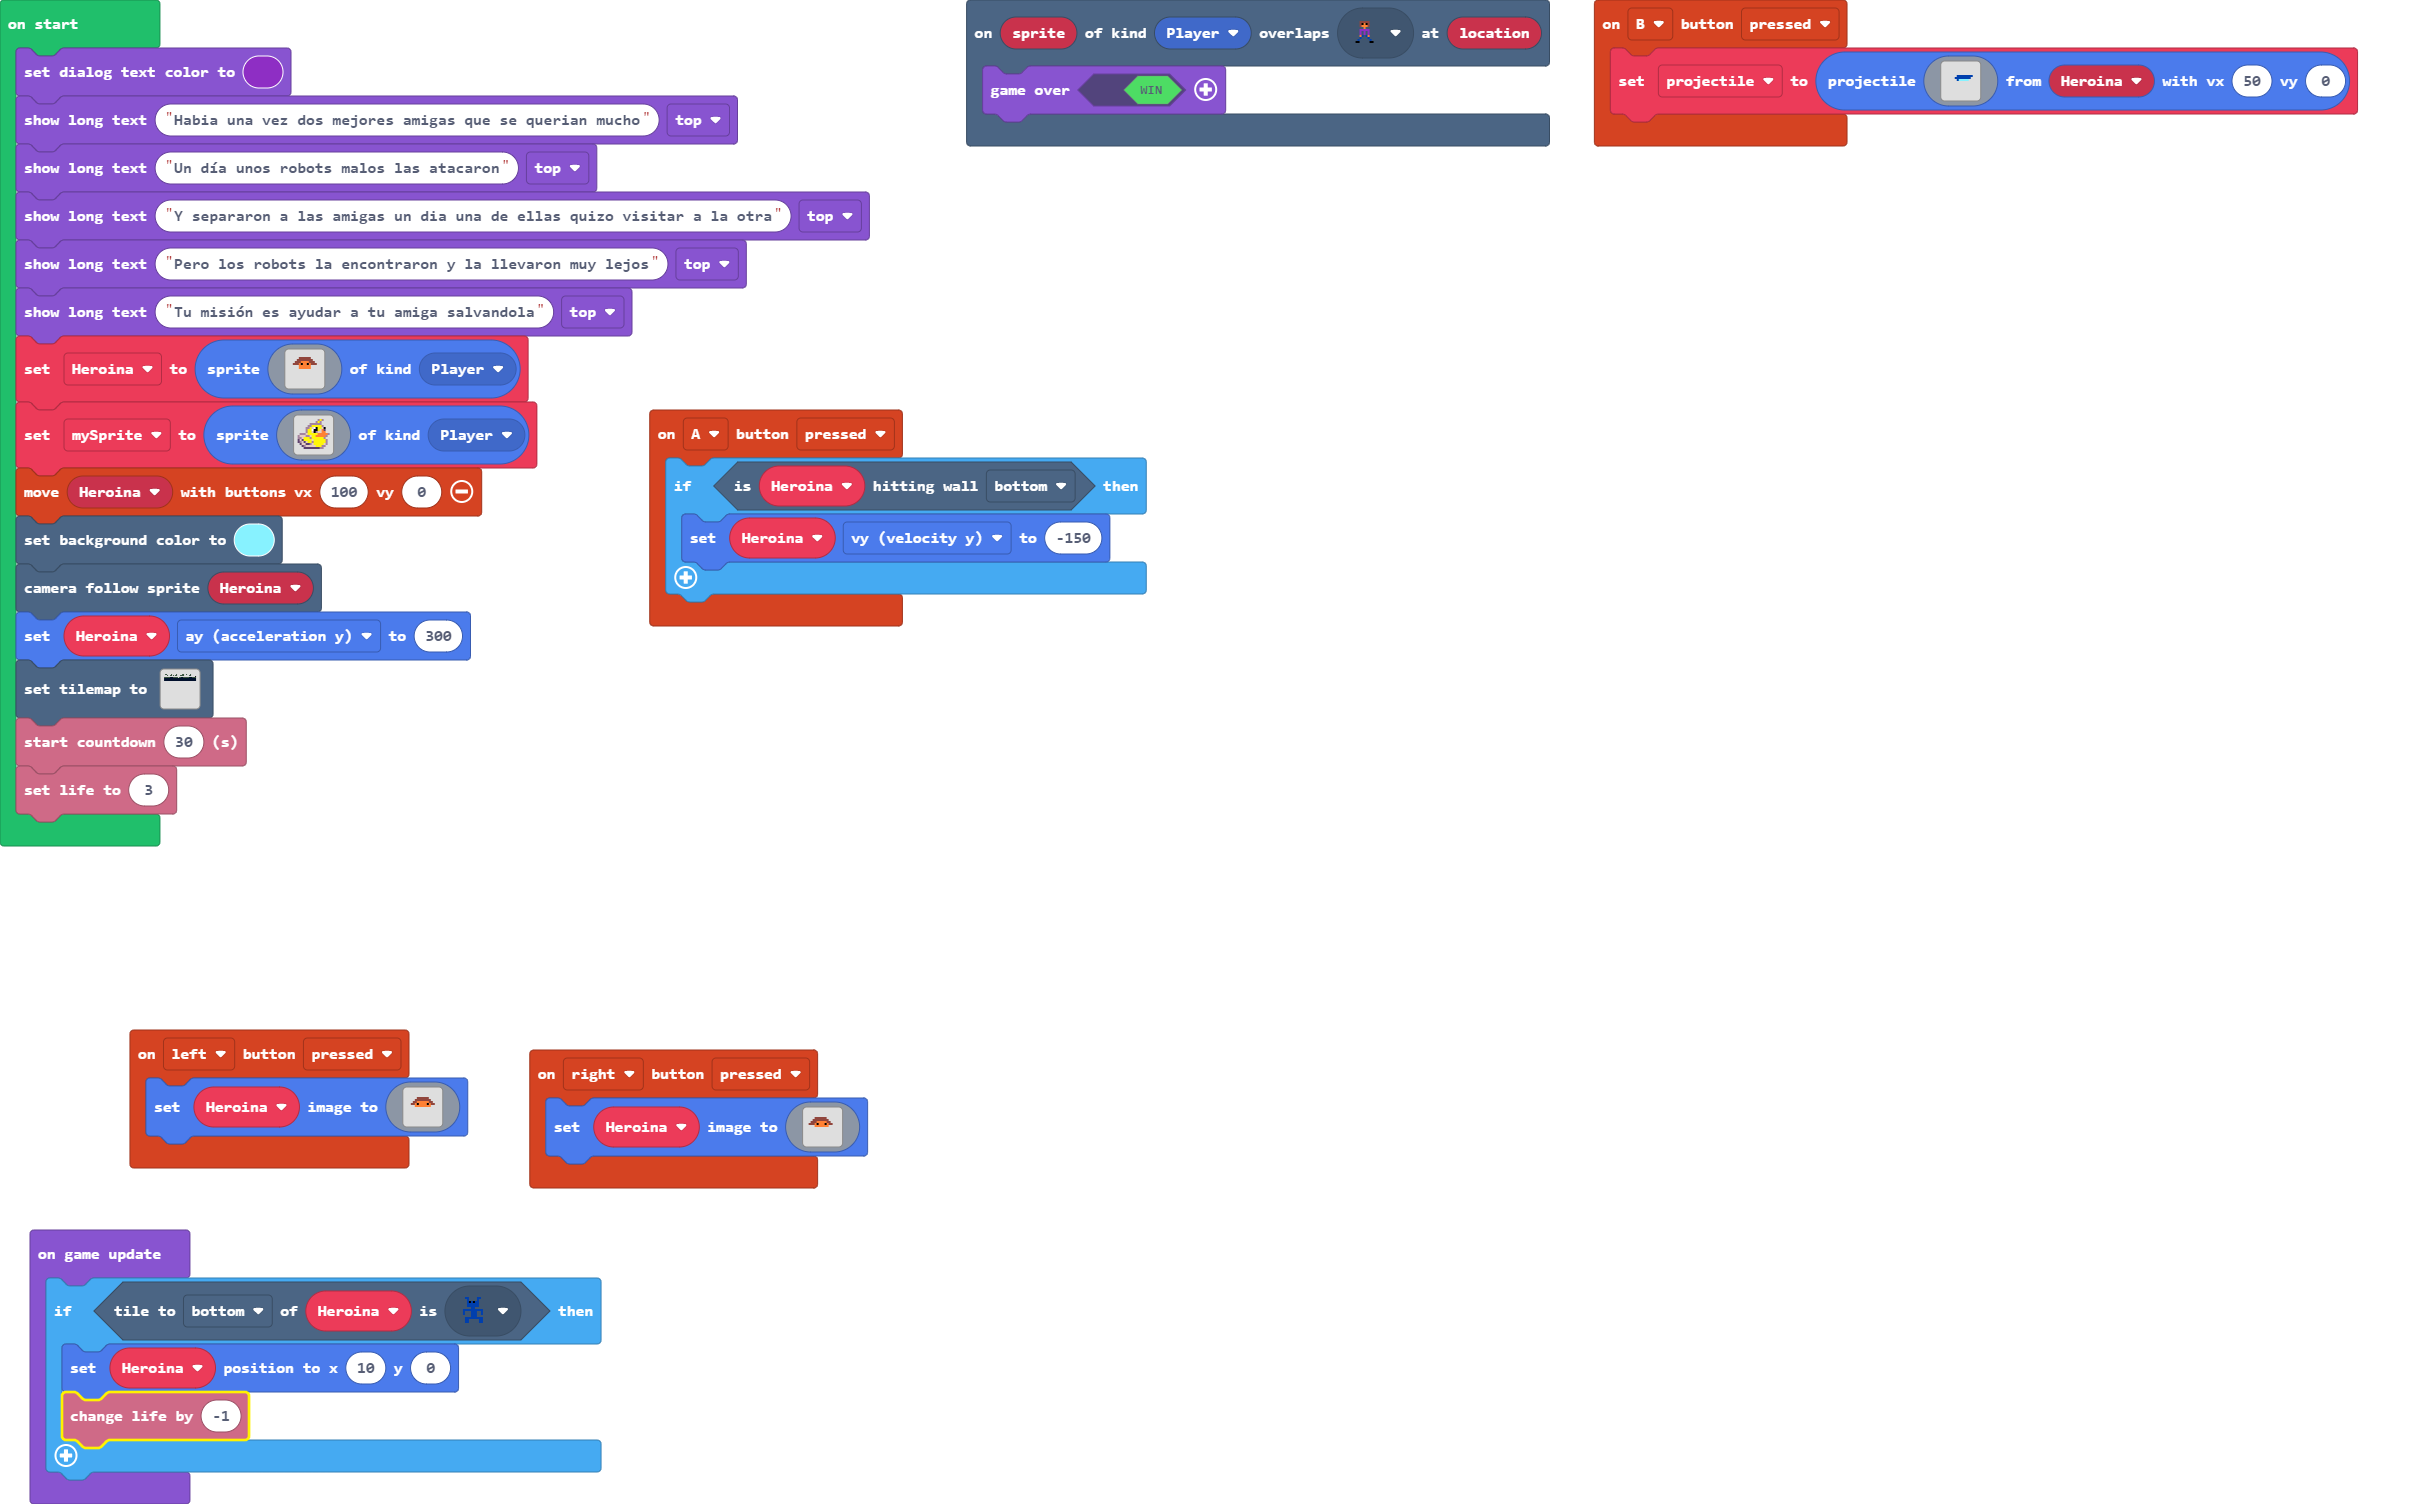 on start
set dialog text color to
show long text "Habia una vez dos mejores amigas que se querian mucho" top
show long text "Un día unos robots malos las atacaron" top
show long text "Y separaron a las amigas un dia una de ellas quizo visitar a la otra" top
show long text "Pero los robots la encontraron y la llevaron muy lejos" top
show long text "Tu misión es ayudar a tu amiga salvandola" top
set Heroina to sprite of kind Player
set mySprite to sprite of kind Player
move Heroina with buttons vx 100 vy 0
set background color to
camera follow sprite Heroina
set Heroina ay (acceleration y) to 300
set tilemap to
start countdown 30 (s)
set life to 3
on sprite of kind Player overlaps at location
game over WIN
on B button pressed
set projectile to projectile from Heroina with vx 50 vy 0
on A button pressed
if is Heroina hitting wall bottom then
set Heroina vy (velocity y) to -150
on left button pressed
set Heroina image to
on right button pressed
set Heroina image to
on game update
if tile to bottom of Heroina is then
set Heroina position to x 10 y 0
change life by -1